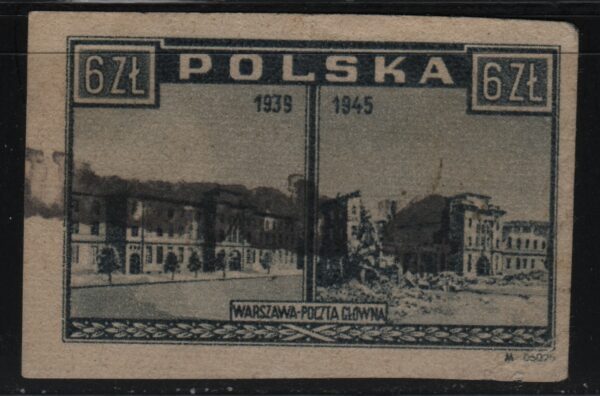 POLSKA
6 ZŁ
6 ZŁ
1939
1945
WARSZAWA-POCZTA GŁÓWNA